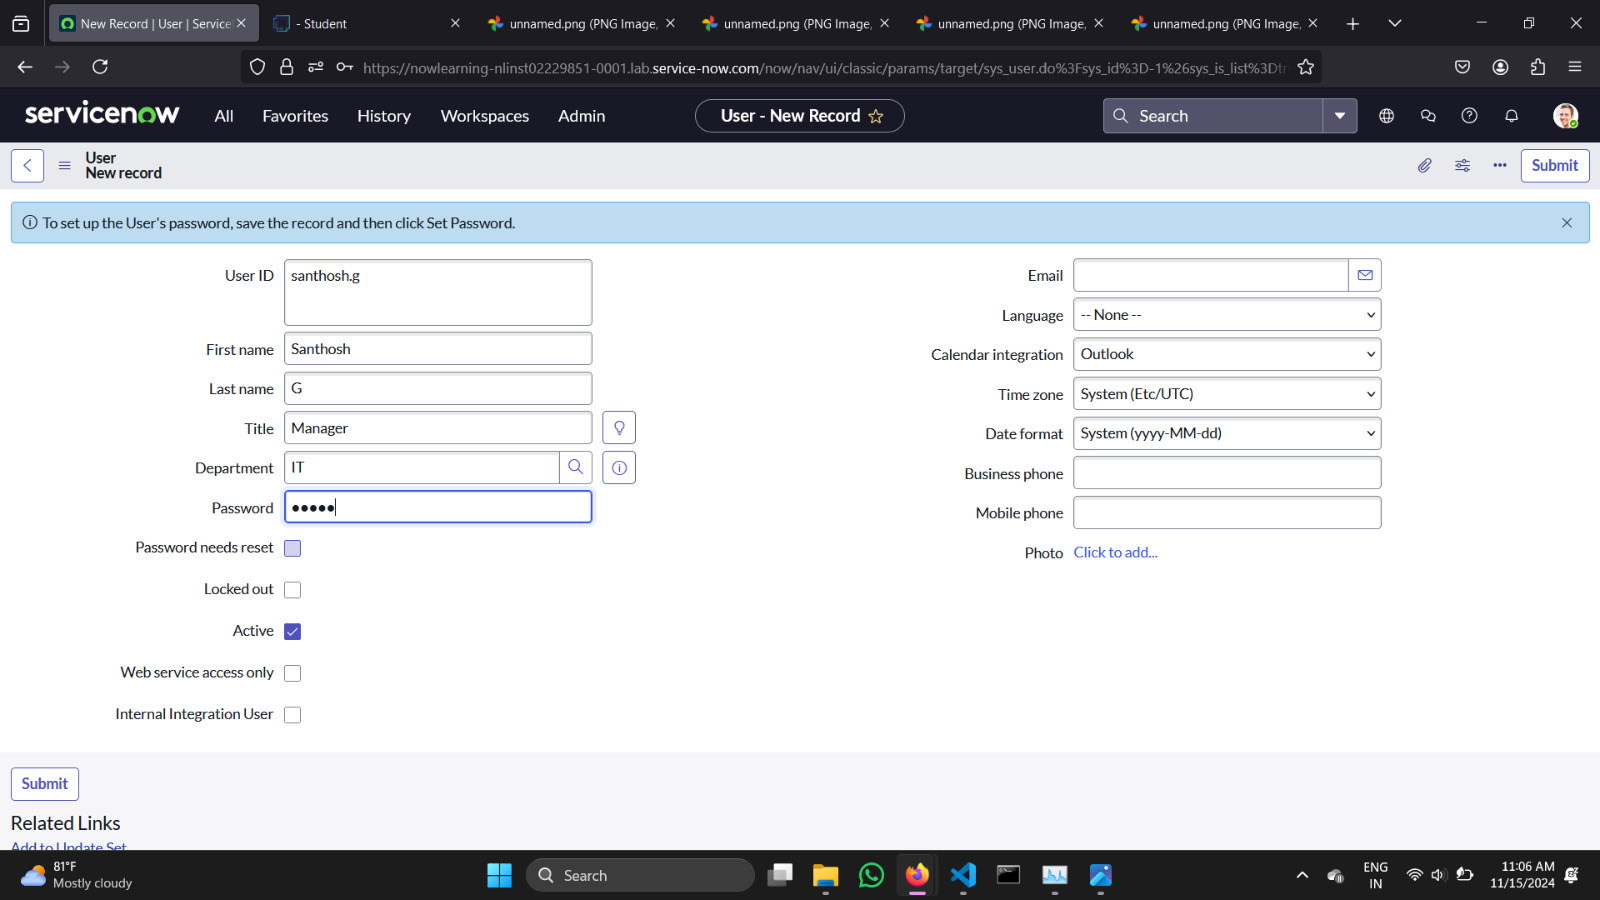 New Record | User | Service
- Student
unnamed.png (PNG Image,
unnamed.png (PNG Image,
unnamed.png (PNG Image,
unnamed.png (PNG Image,
https://nowlearning-nlinst02229851-0001.lab.service-now.com/now/nav/ui/classic/params/target/sys_user.do%3Fsys_id%3D-1%26sys_is_list%3Dtr
servicenow
All
Favorites
History
Workspaces
Admin
User - New Record
Search
User
New record
Submit
To set up the User's password, save the record and then click Set Password.
User ID santhosh.g
First name Santhosh
Last name G
Title Manager
Department IT
Password •••••
Password needs reset
Locked out
Active
Web service access only
Internal Integration User
Email
Language -- None --
Calendar integration Outlook
Time zone System (Etc/UTC)
Date format System (yyyy-MM-dd)
Business phone
Mobile phone
Photo Click to add...
Submit
Related Links
Add to Update Set
81°F
Mostly cloudy
Search
ENG
IN
11:06 AM
11/15/2024